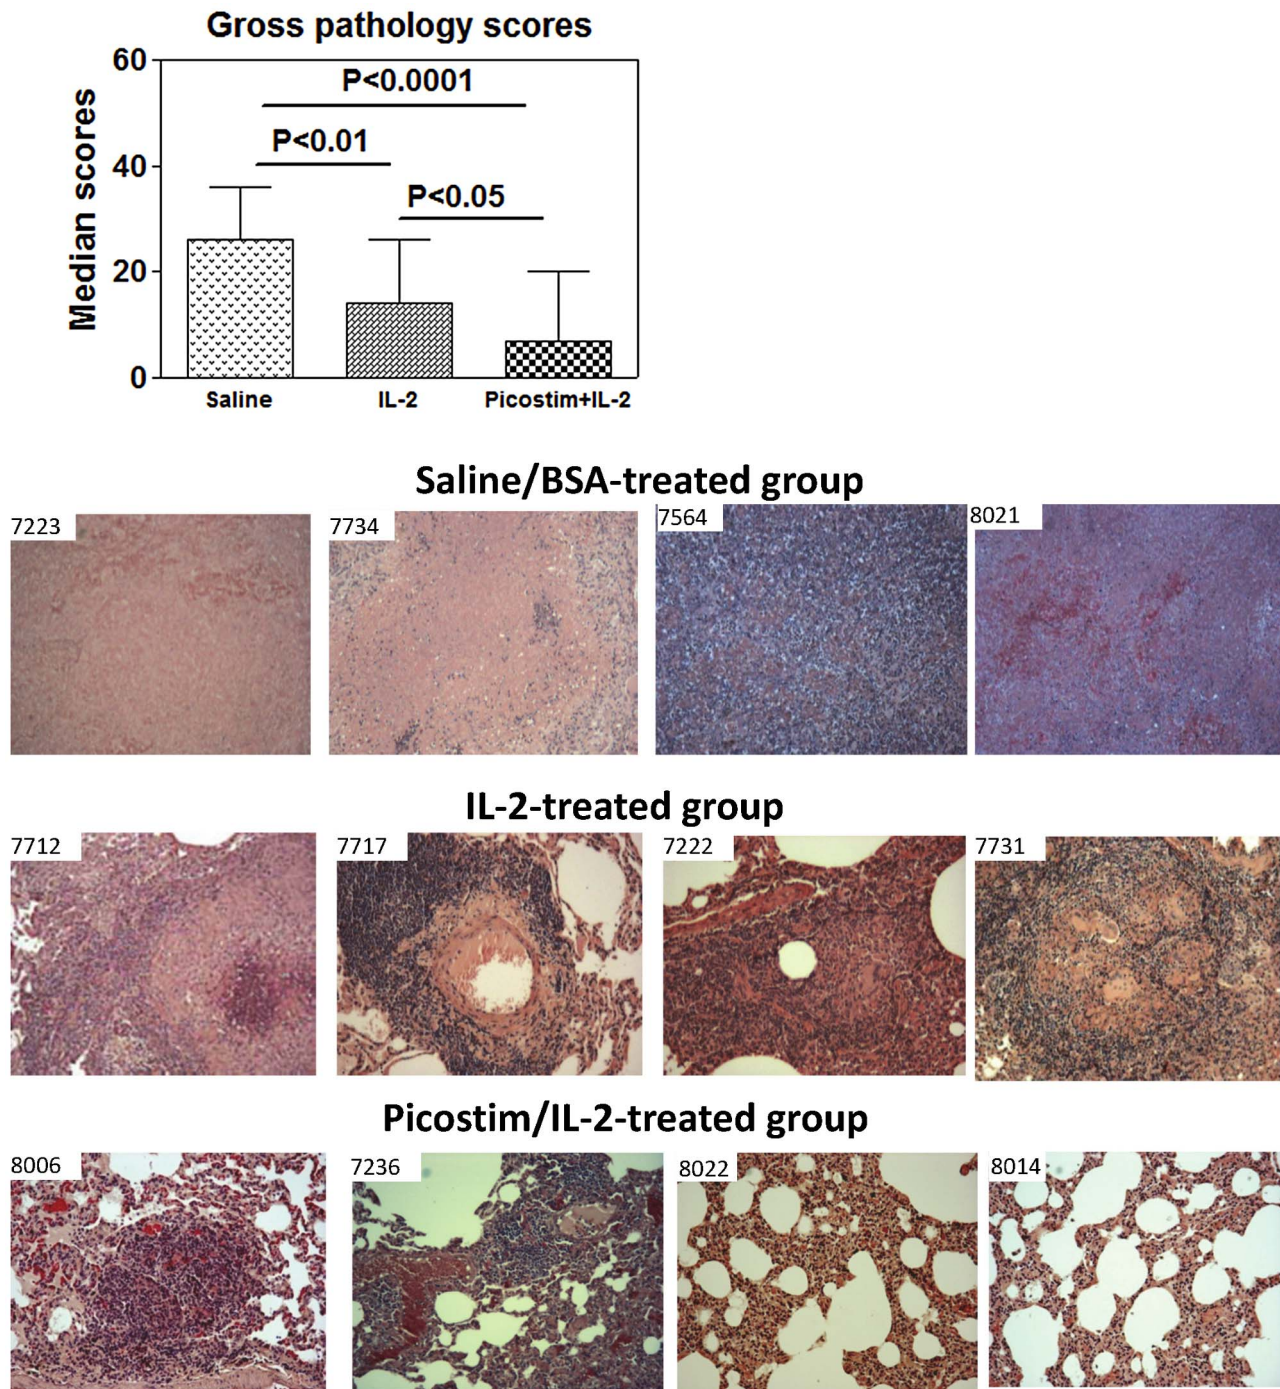 Gross pathology scores
60
P<0.0001
P<0.01
40
P<0.05
Median scores
20
0
Saline IL-2 Picostim+IL-2
Saline/BSA-treated group
7223 7734 7564 8021
IL-2-treated group
7712 7717 7222 7731
Picostim/IL-2-treated group
8006 7236 8022 8014